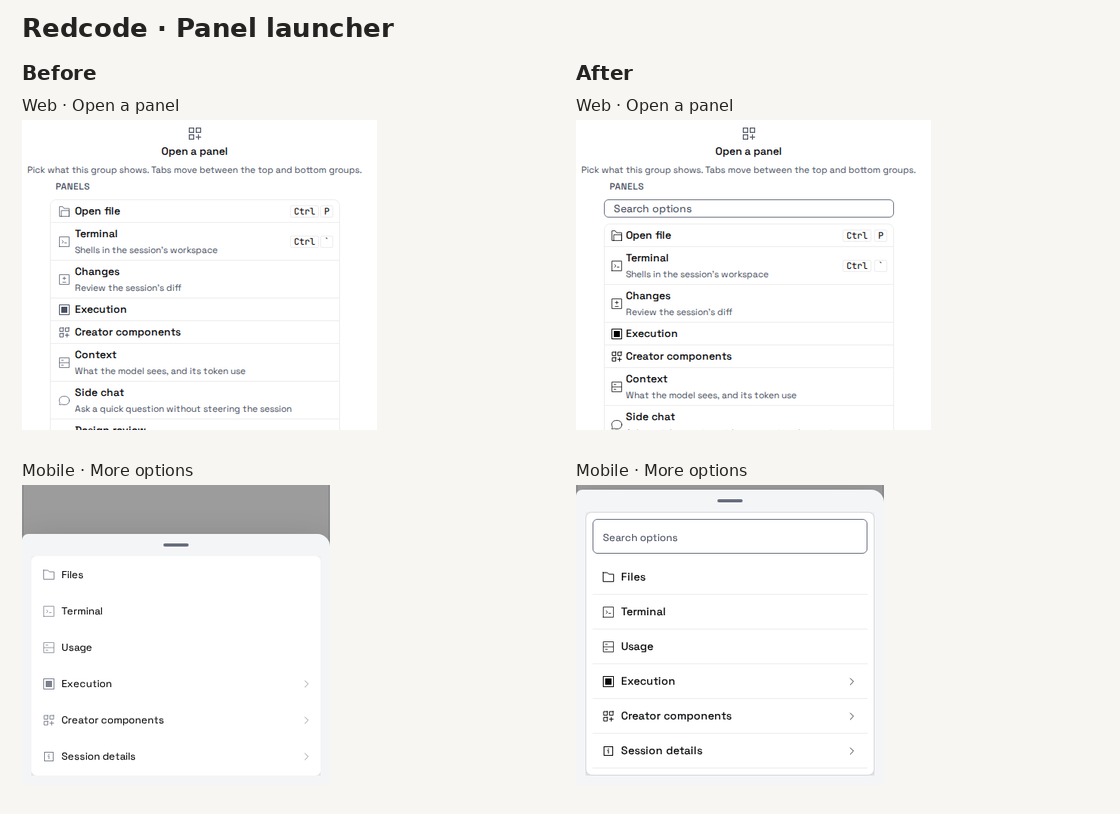 Redcode · Panel launcher
Before
Web · Open a panel
Open a panel
Pick what this group shows. Tabs move between the top and bottom groups.
PANELS
Open file Ctrl P
Terminal
Shells in the session's workspace Ctrl `
Changes
Review the session's diff
Execution
Creator components
Context
What the model sees, and its token use
Side chat
Ask a quick question without steering the session
Design review
Mobile · More options
Files
Terminal
Usage
Execution
Creator components
Session details
After
Web · Open a panel
Open a panel
Pick what this group shows. Tabs move between the top and bottom groups.
PANELS
Search options
Open file Ctrl P
Terminal
Shells in the session's workspace Ctrl `
Changes
Review the session's diff
Execution
Creator components
Context
What the model sees, and its token use
Side chat
Mobile · More options
Search options
Files
Terminal
Usage
Execution
Creator components
Session details